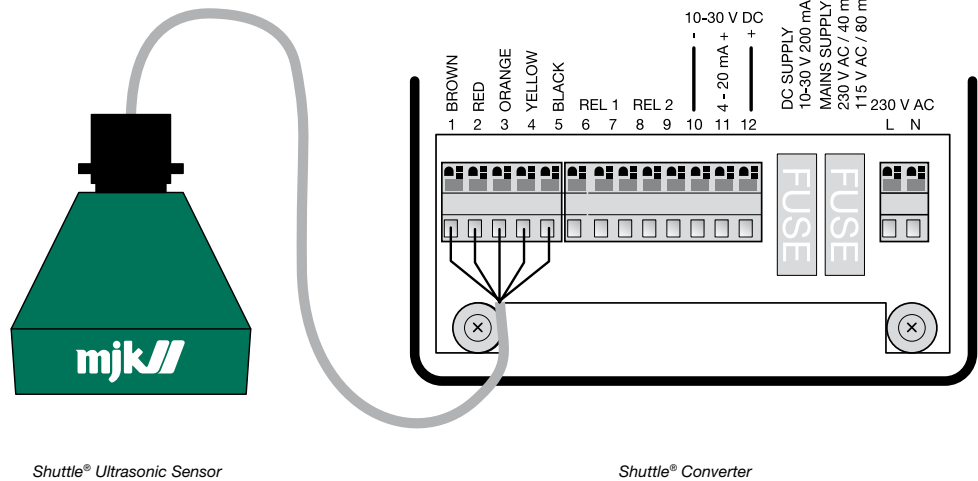 10-30 V DC
- 4 - 20 mA + +
BROWN
RED
ORANGE
YELLOW
BLACK
REL 1 REL 2
1 2 3 4 5 6 7 8 9 10 11 12
DC SUPPLY
10-30 V 200 mA
MAINS SUPPLY
230 V AC / 40 m
115 V AC / 80 m
230 V AC
L N
FUSE
FUSE
mjk
Shuttle® Ultrasonic Sensor
Shuttle® Converter